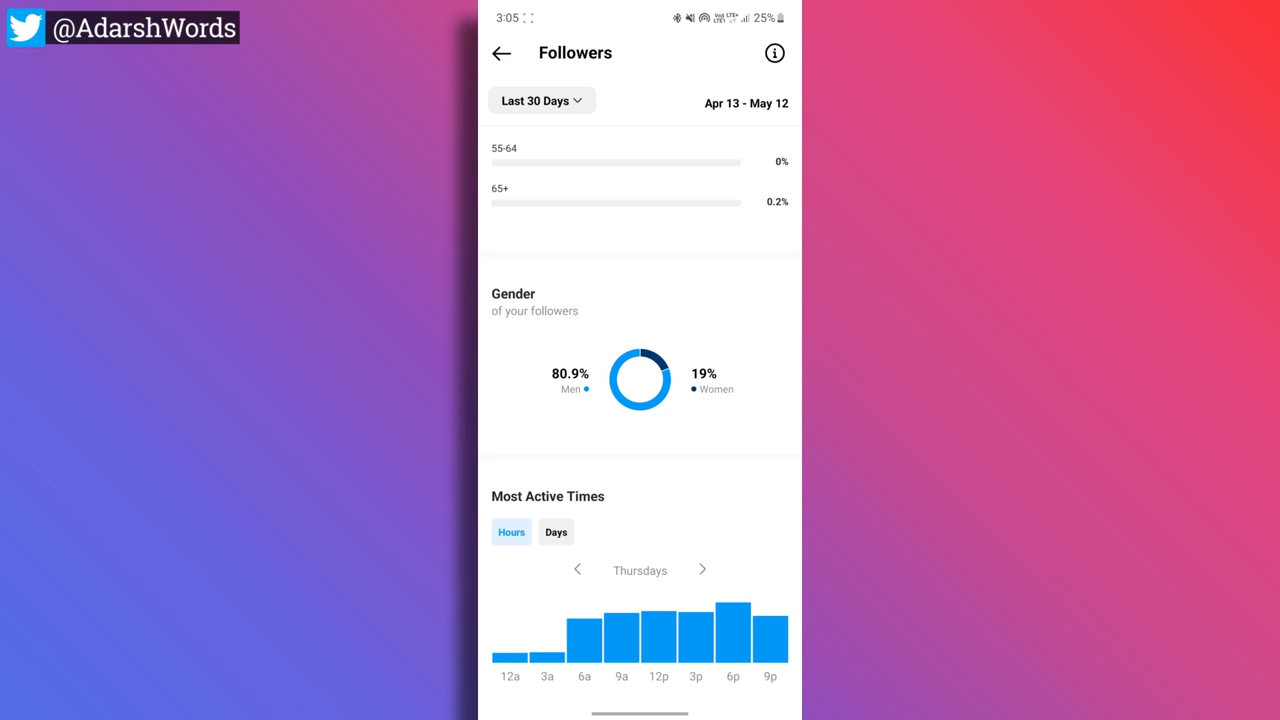 @AdarshWords
3:05 25%
Followers
Last 30 Days Apr 13 - May 12
55-64
0%
65+
0.2%
Gender
of your followers
80.9% 19%
Men Women
Most Active Times
Hours Days
Thursdays
12a 3a 6a 9a 12p 3p 6p 9p